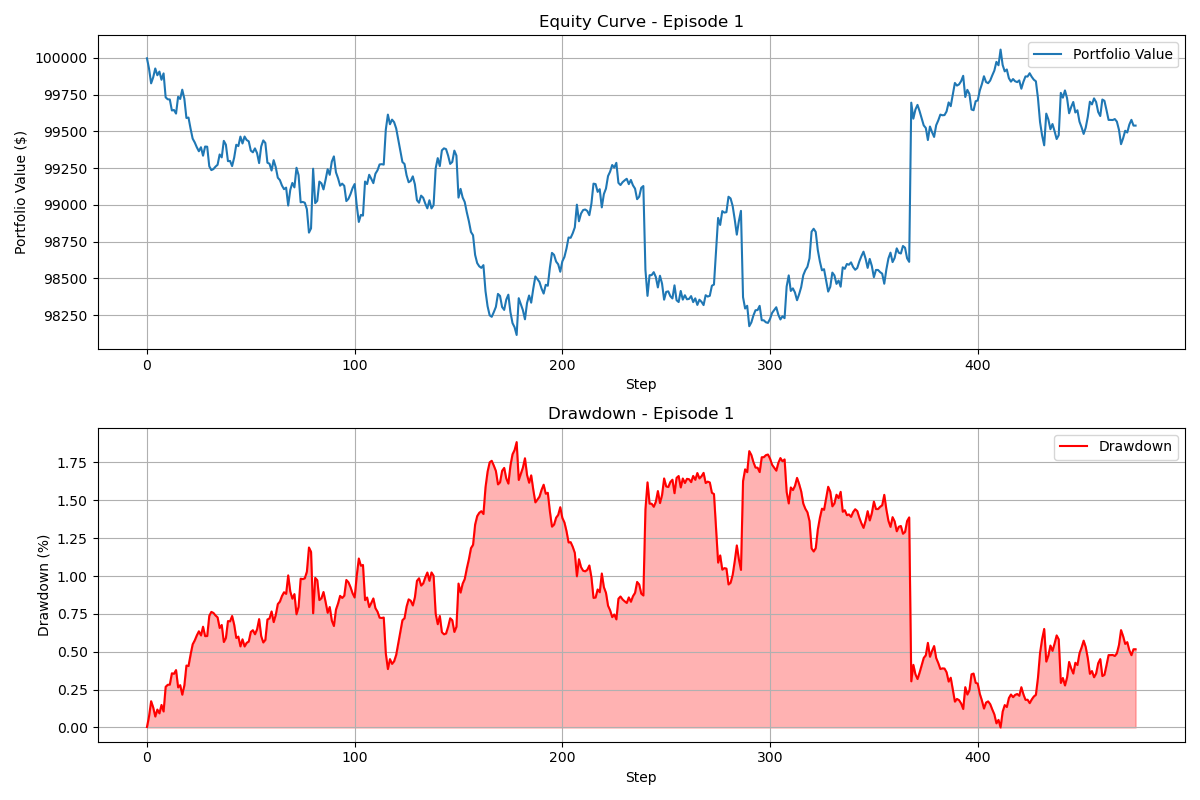 Equity Curve - Episode 1
Portfolio Value ($)
100000
99750
99500
99250
99000
98750
98500
98250
Portfolio Value
0 100 200 300 400
Step
Drawdown - Episode 1
Drawdown (%)
1.75
1.50
1.25
1.00
0.75
0.50
0.25
0.00
Drawdown
0 100 200 300 400
Step